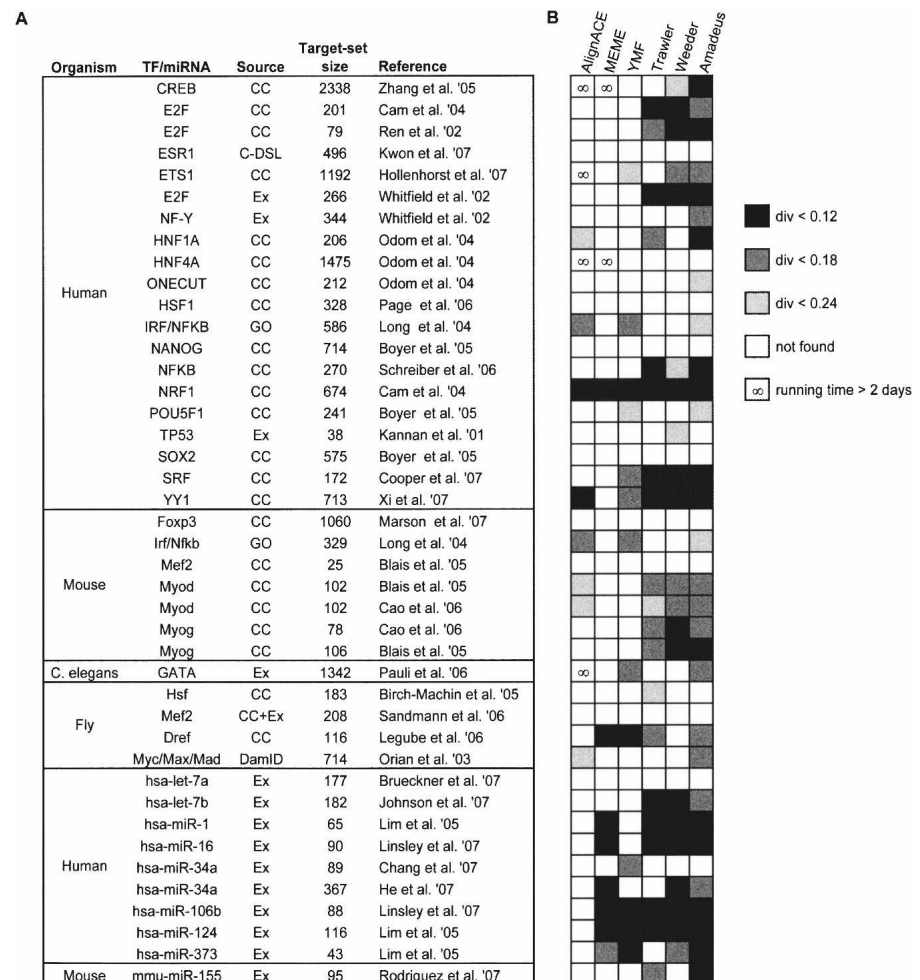 A
B
Organism TF/miRNA Source Target-set size Reference
AlignACE MEME YMF Trawler Weeder Amadeus
CREB CC 2338 Zhang et al. '05 ∞ ∞
E2F CC 201 Cam et al. '04
E2F CC 79 Ren et al. '02
ESR1 C-DSL 496 Kwon et al. '07
ETS1 CC 1192 Hollenhorst et al. '07 ∞
E2F Ex 266 Whitfield et al. '02
NF-Y Ex 344 Whitfield et al. '02
HNF1A CC 206 Odom et al. '04
HNF4A CC 1475 Odom et al. '04 ∞ ∞
ONECUT CC 212 Odom et al. '04
Human
HSF1 CC 328 Page et al. '06
IRF/NFKB GO 586 Long et al. '04
NANOG CC 714 Boyer et al. '05
NFKB CC 270 Schreiber et al. '06
NRF1 CC 674 Cam et al. '04
POU5F1 CC 241 Boyer et al. '05
TP53 Ex 38 Kannan et al. '01
SOX2 CC 575 Boyer et al. '05
SRF CC 172 Cooper et al. '07
YY1 CC 713 Xi et al. '07
Foxp3 CC 1060 Marson et al. '07
Irf/Nfkb GO 329 Long et al. '04
Mef2 CC 25 Blais et al. '05
Mouse Myod CC 102 Blais et al. '05
Myod CC 102 Cao et al. '06
Myog CC 78 Cao et al. '06
Myog CC 106 Blais et al. '05
C. elegans GATA Ex 1342 Pauli et al. '06 ∞
Hsf CC 183 Birch-Machin et al. '05
Fly Mef2 CC+Ex 208 Sandmann et al. '06
Dref CC 116 Legube et al. '06
Myc/Max/Mad DamID 714 Orian et al. '03
hsa-let-7a Ex 177 Brueckner et al. '07
hsa-let-7b Ex 182 Johnson et al. '07
hsa-miR-1 Ex 65 Lim et al. '05
hsa-miR-16 Ex 90 Linsley et al. '07
Human hsa-miR-34a Ex 89 Chang et al. '07
hsa-miR-34a Ex 367 He et al. '07
hsa-miR-106b Ex 88 Linsley et al. '07
hsa-miR-124 Ex 116 Lim et al. '05
hsa-miR-373 Ex 43 Lim et al. '05
Mouse mmu-miR-155 Ex 95 Rodriguez et al. '07
div < 0.12
div < 0.18
div < 0.24
not found
∞ running time > 2 days